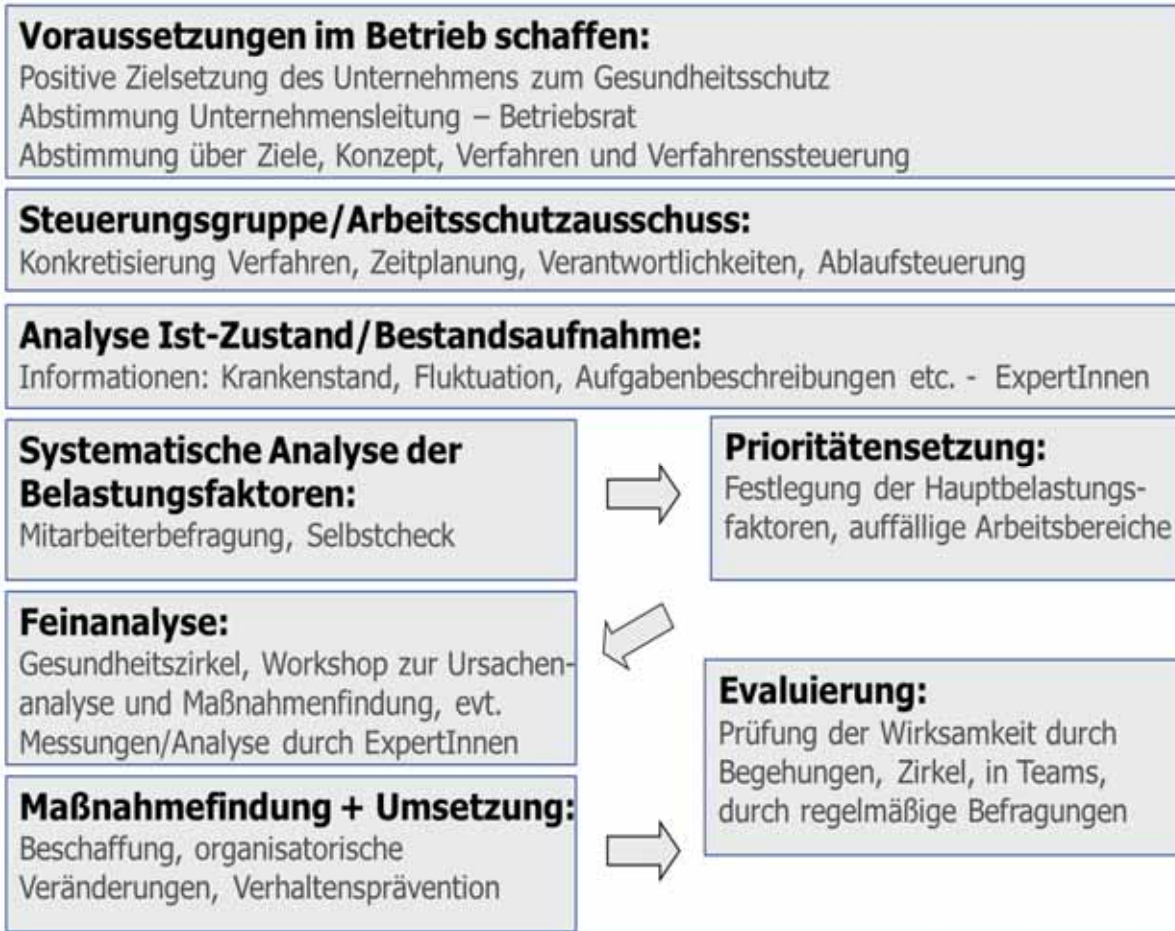 Voraussetzungen im Betrieb schaffen:
Positive Zielsetzung des Unternehmens zum Gesundheitsschutz
Abstimmung Unternehmensleitung – Betriebsrat
Abstimmung über Ziele, Konzept, Verfahren und Verfahrenssteuerung
Steuerungsgruppe/Arbeitsschutzausschuss:
Konkretisierung Verfahren, Zeitplanung, Verantwortlichkeiten, Ablaufsteuerung
Analyse Ist-Zustand/Bestandsaufnahme:
Informationen: Krankenstand, Fluktuation, Aufgabenbeschreibungen etc. - ExpertInnen
Systematische Analyse der
Belastungsfaktoren:
Mitarbeiterbefragung, Selbstcheck
Prioritätensetzung:
Festlegung der Hauptbelastungs-
faktoren, auffällige Arbeitsbereiche
Feinanalyse:
Gesundheitszirkel, Workshop zur Ursachen-
analyse und Maßnahmenfindung, evt.
Messungen/Analyse durch ExpertInnen
Maßnahmefindung + Umsetzung:
Beschaffung, organisatorische
Veränderungen, Verhaltensprävention
Evaluierung:
Prüfung der Wirksamkeit durch
Begehungen, Zirkel, in Teams,
durch regelmäßige Befragungen